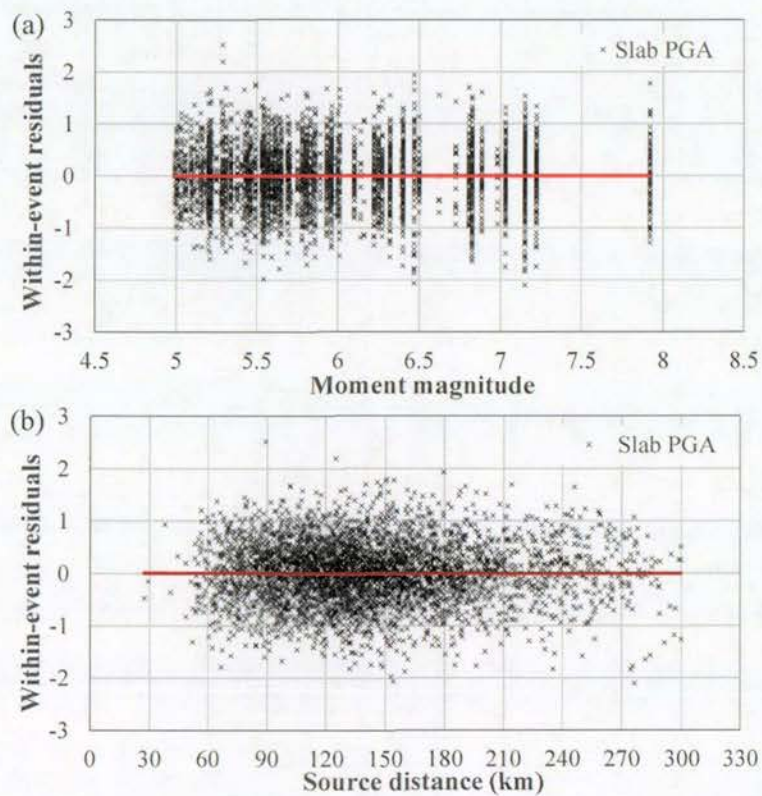 (a)
3
× Slab PGA
2
1
0
-1
-2
-3
Within-event residuals
4.5 5 5.5 6 6.5 7 7.5 8 8.5
Moment magnitude
(b)
3
× Slab PGA
2
1
0
-1
-2
-3
Within-event residuals
0 30 60 90 120 150 180 210 240 270 300 330
Source distance (km)